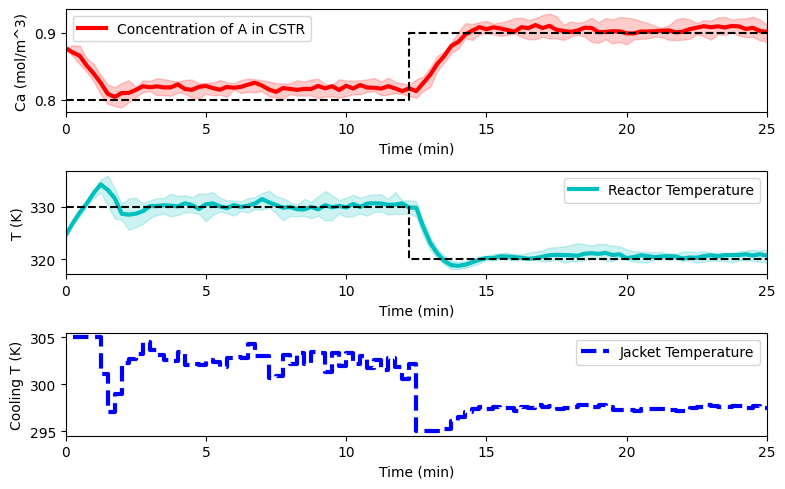 Ca (mol/m^3)
0.9
0.8
Concentration of A in CSTR
0 5 10 15 20 25
Time (min)
T (K)
330
320
Reactor Temperature
0 5 10 15 20 25
Time (min)
Cooling T (K)
305
300
295
Jacket Temperature
0 5 10 15 20 25
Time (min)